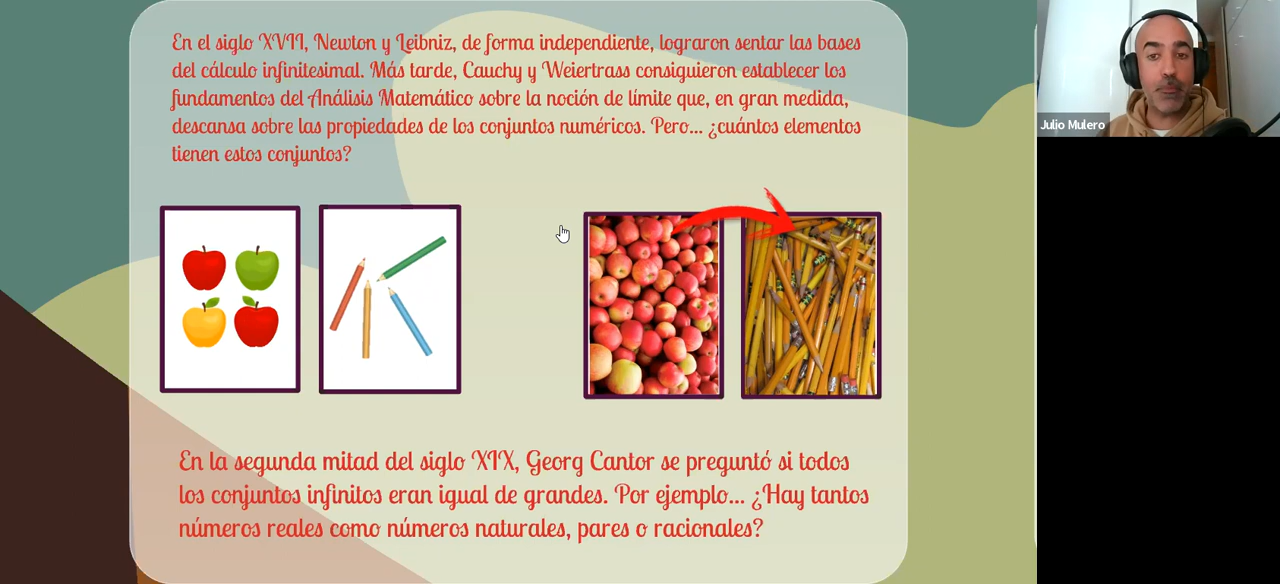 En el siglo XVII, Newton y Leibniz, de forma independiente, lograron sentar las bases
del cálculo infinitesimal. Más tarde, Cauchy y Weiertrass consiguieron establecer los
fundamentos del Análisis Matemático sobre la noción de límite que, en gran medida,
descansa sobre las propiedades de los conjuntos numéricos. Pero... ¿cuántos elementos
tienen estos conjuntos?
Julio Mulero
En la segunda mitad del siglo XIX, Georg Cantor se preguntó si todos
los conjuntos infinitos eran igual de grandes. Por ejemplo... ¿Hay tantos
números reales como números naturales, pares o racionales?